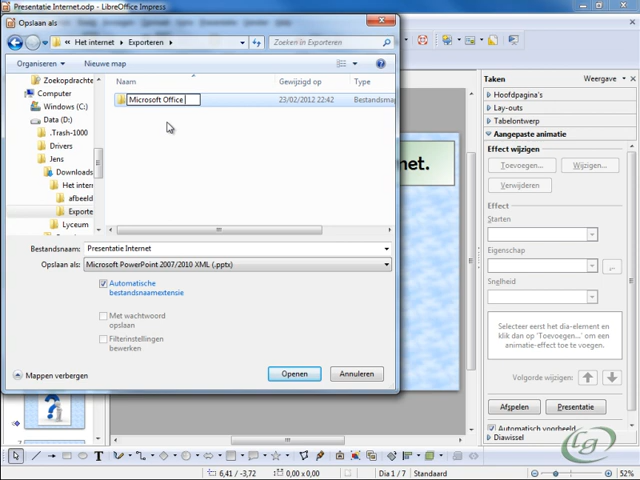 Presentatie Internet.odp - LibreOffice Impress
Opslaan als
Het internet
Exporteren
Zoeken in Exporteren
Organiseren
Nieuwe map
Zoekopdrachte
Computer
Windows (C:)
Data (D:)
.Trash-1000
Drivers
Jens
Downloads
Het intern
afbeeld
Exporte
Lyceum
Naam
Gewijzigd op
Type
Microsoft Office
23/02/2012 22:42
Bestandsmap
Bestandsnaam:
Presentatie Internet
Opslaan als:
Microsoft PowerPoint 2007/2010 XML (.pptx)
Automatische
bestandsnaamextensie
Met wachtwoord
opslaan
Filterinstellingen
bewerken
Mappen verbergen
Openen
Annuleren
net.
Taken
Weergave
Hoofdpagina's
Lay-outs
Tabelontwerp
Aangepaste animatie
Effect wijzigen
Toevoegen...
Wijzigen...
Verwijderen
Effect
Starten
Eigenschap
Snelheid
Selecteer eerst het dia-element en
klik dan op 'Toevoegen...' om een
animatie-effect toe te voegen.
Volgorde wijzigen:
Afspelen
Presentatie
Automatisch voorbeeld
Diawissel
lg
6,41 / -3,72
0,00 x 0,00
Dia 1 / 7
Standaard
52%